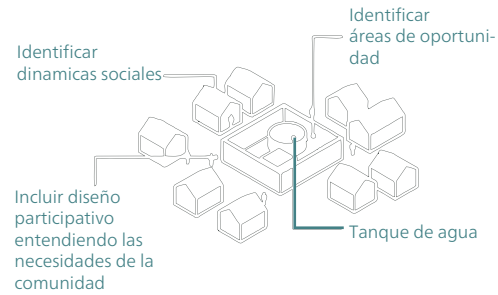 Identificar
dinamicas sociales
Identificar
áreas de oportuni-
dad
Incluir diseño
participativo
entendiendo las
necesidades de la
comunidad
Tanque de agua